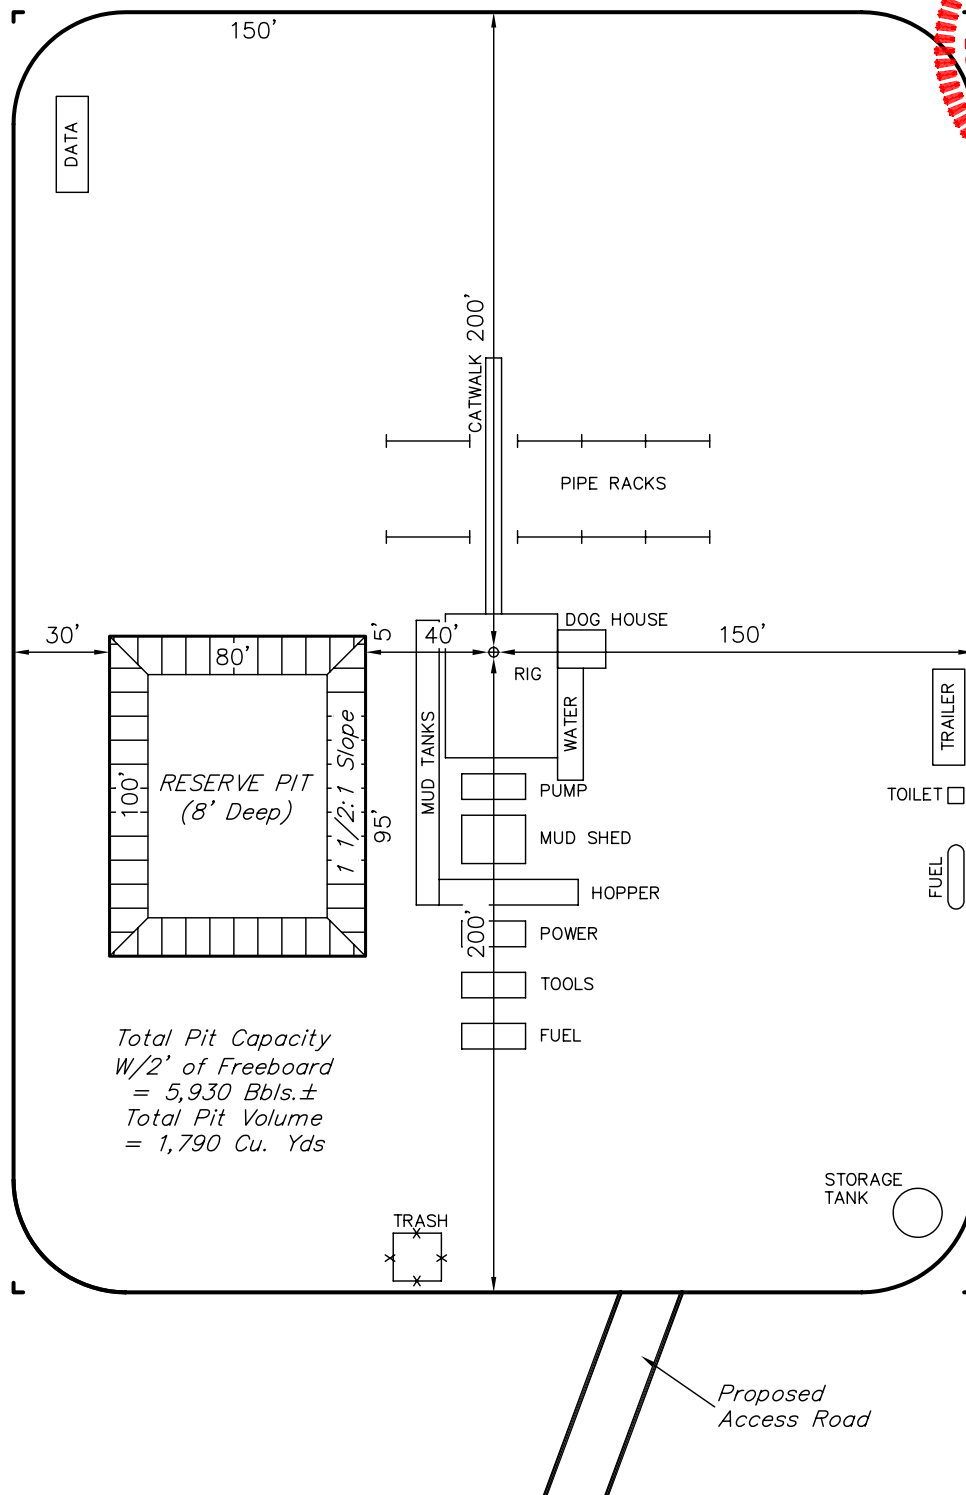 150'
DATA
CATWALK 200'
PIPE RACKS
DOG HOUSE
30'
5'
40'
150'
80'
RIG
WATER
TRAILER
MUD TANKS
1 1/2:1 Slope
RESERVE PIT
(8' Deep)
100'
95'
PUMP
TOILET
MUD SHED
FUEL
HOPPER
200'
POWER
TOOLS
FUEL
Total Pit Capacity
W/2' of Freeboard
= 5,930 Bbls.±
Total Pit Volume
= 1,790 Cu. Yds
STORAGE
TANK
TRASH
x
x x
x
Proposed
Access Road